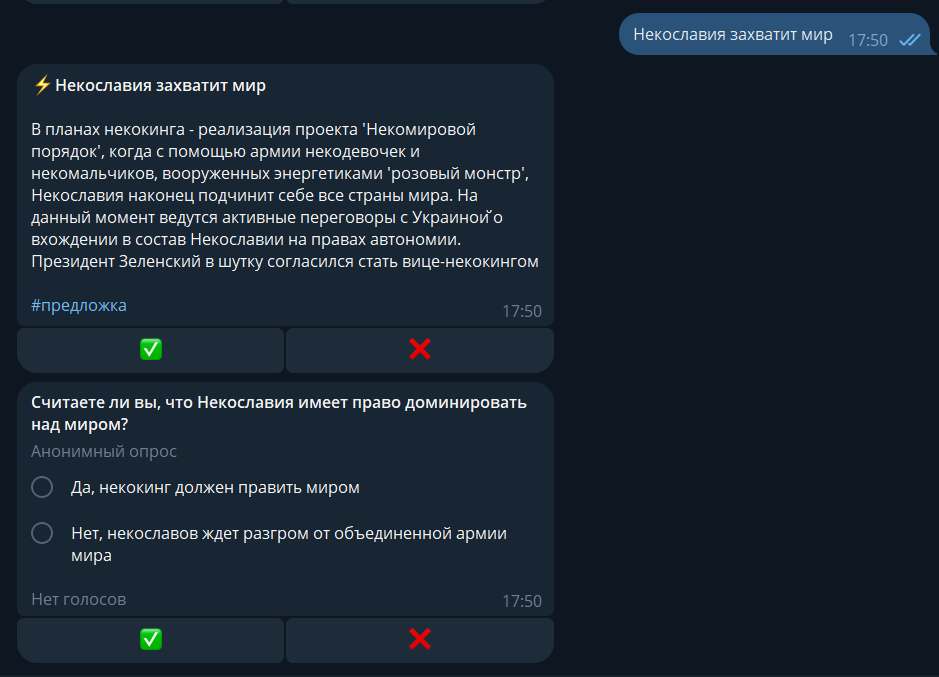 Некославия захватит мир 17:50
⚡Некославия захватит мир
В планах некокинга - реализация проекта 'Некомировой
порядок', когда с помощью армии некодевочек и
некомальчиков, вооруженных энергетиками 'розовый монстр',
Некославия наконец подчинит себе все страны мира. На
данный момент ведутся активные переговоры с Украиной о
вхождении в состав Некославии на правах автономии.
Президент Зеленский в шутку согласился стать вице-некокингом
#предложка
17:50
✅ ❌
Считаете ли вы, что Некославия имеет право доминировать
над миром?
Анонимный опрос
Да, некокинг должен править миром
Нет, некославов ждет разгром от объединенной армии
мира
Нет голосов
17:50
✅ ❌